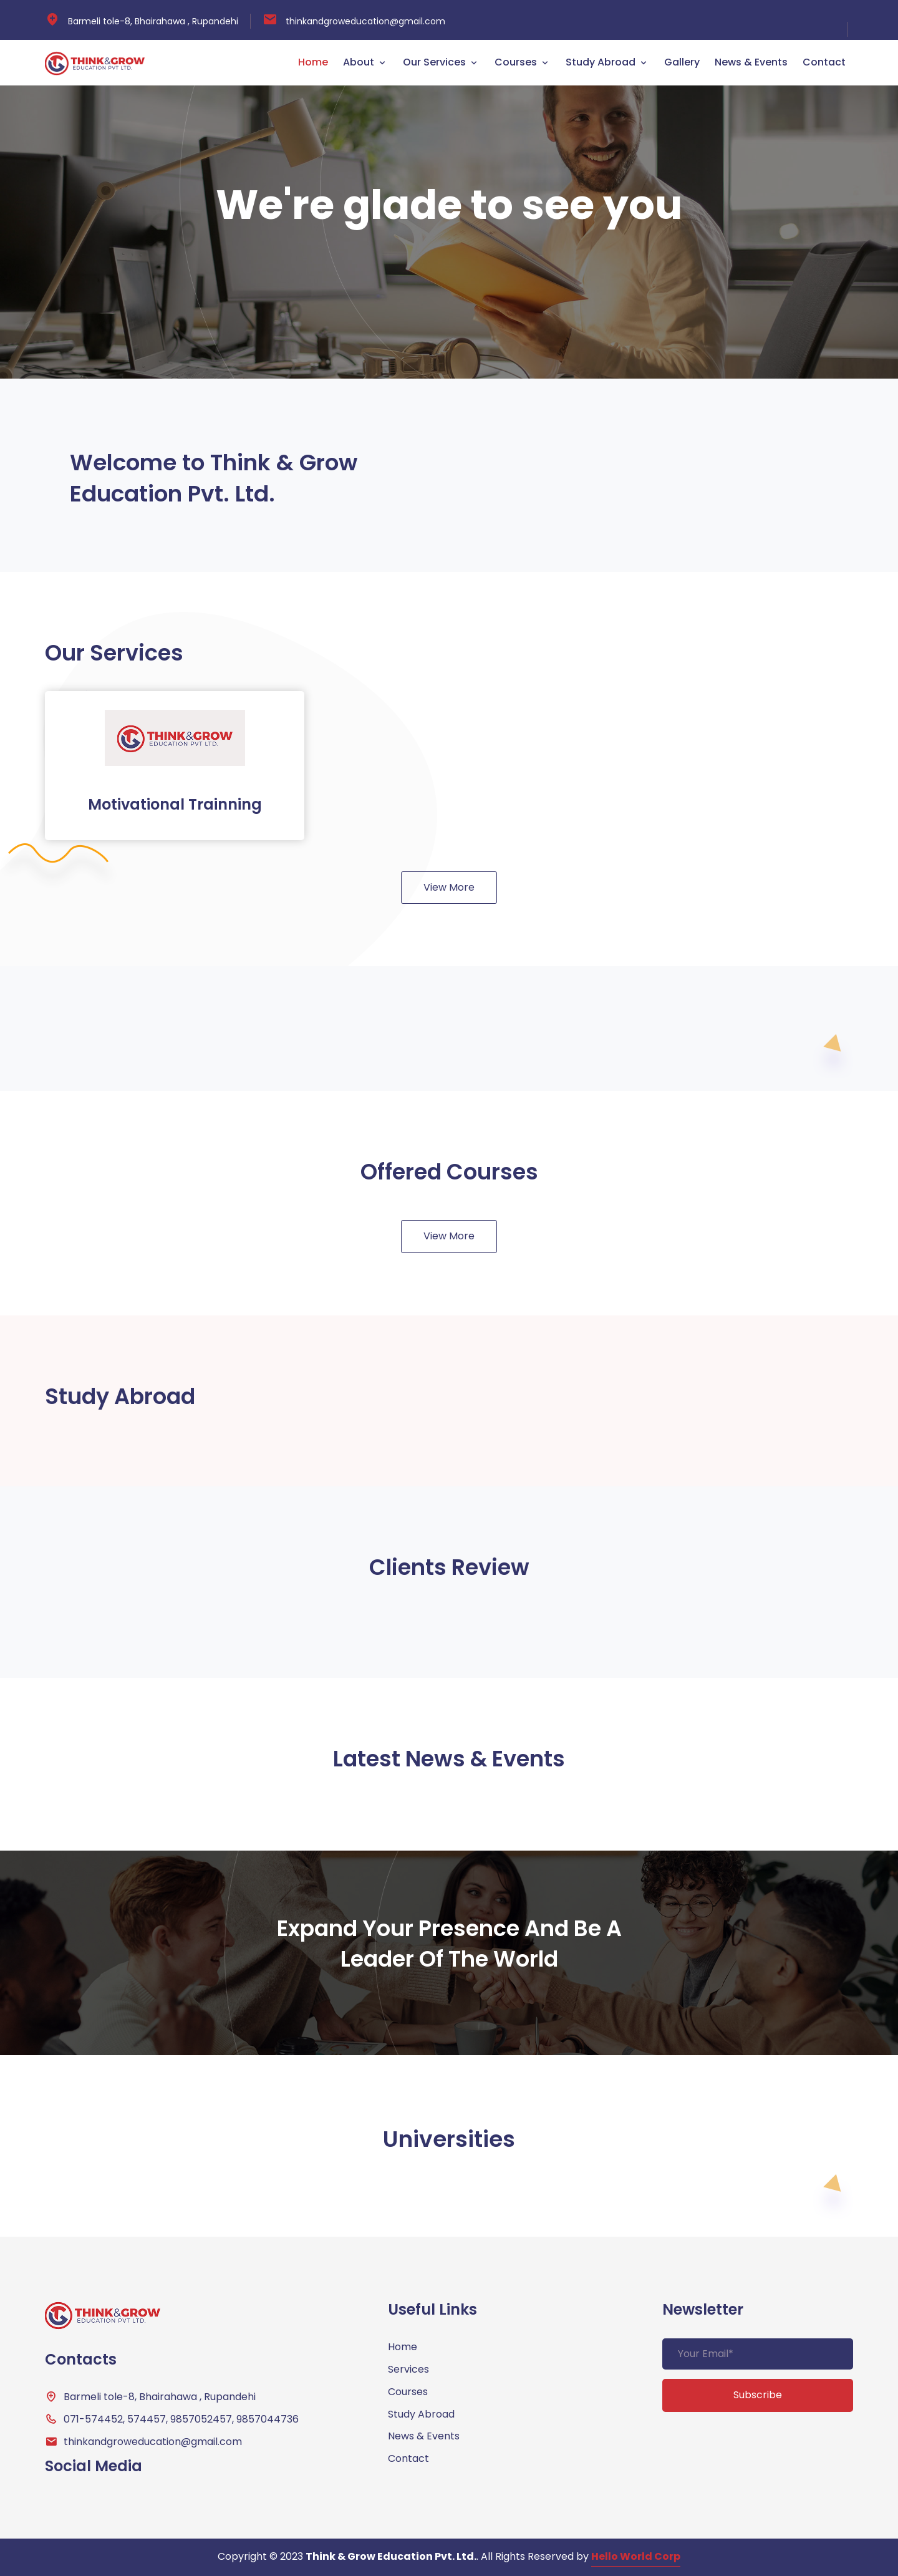 Barmeli tole-8, Bhairahawa , Rupandehi
thinkandgroweducation@gmail.com
THINK&GROW
EDUCATION PVT LTD.
Home
About
Our Services
Courses
Study Abroad
Gallery
News & Events
Contact
We're glade to see you
Welcome to Think & Grow
Education Pvt. Ltd.
Our Services
THINK&GROW
EDUCATION PVT LTD.
Motivational Trainning
View More
Offered Courses
View More
Study Abroad
Clients Review
Latest News & Events
Expand Your Presence And Be A
Leader Of The World
Universities
THINK&GROW
EDUCATION PVT LTD.
Contacts
Barmeli tole-8, Bhairahawa , Rupandehi
071-574452, 574457, 9857052457, 9857044736
thinkandgroweducation@gmail.com
Social Media
Useful Links
Home
Services
Courses
Study Abroad
News & Events
Contact
Newsletter
Your Email*
Subscribe
Copyright © 2023 Think & Grow Education Pvt. Ltd.. All Rights Reserved by Hello World Corp